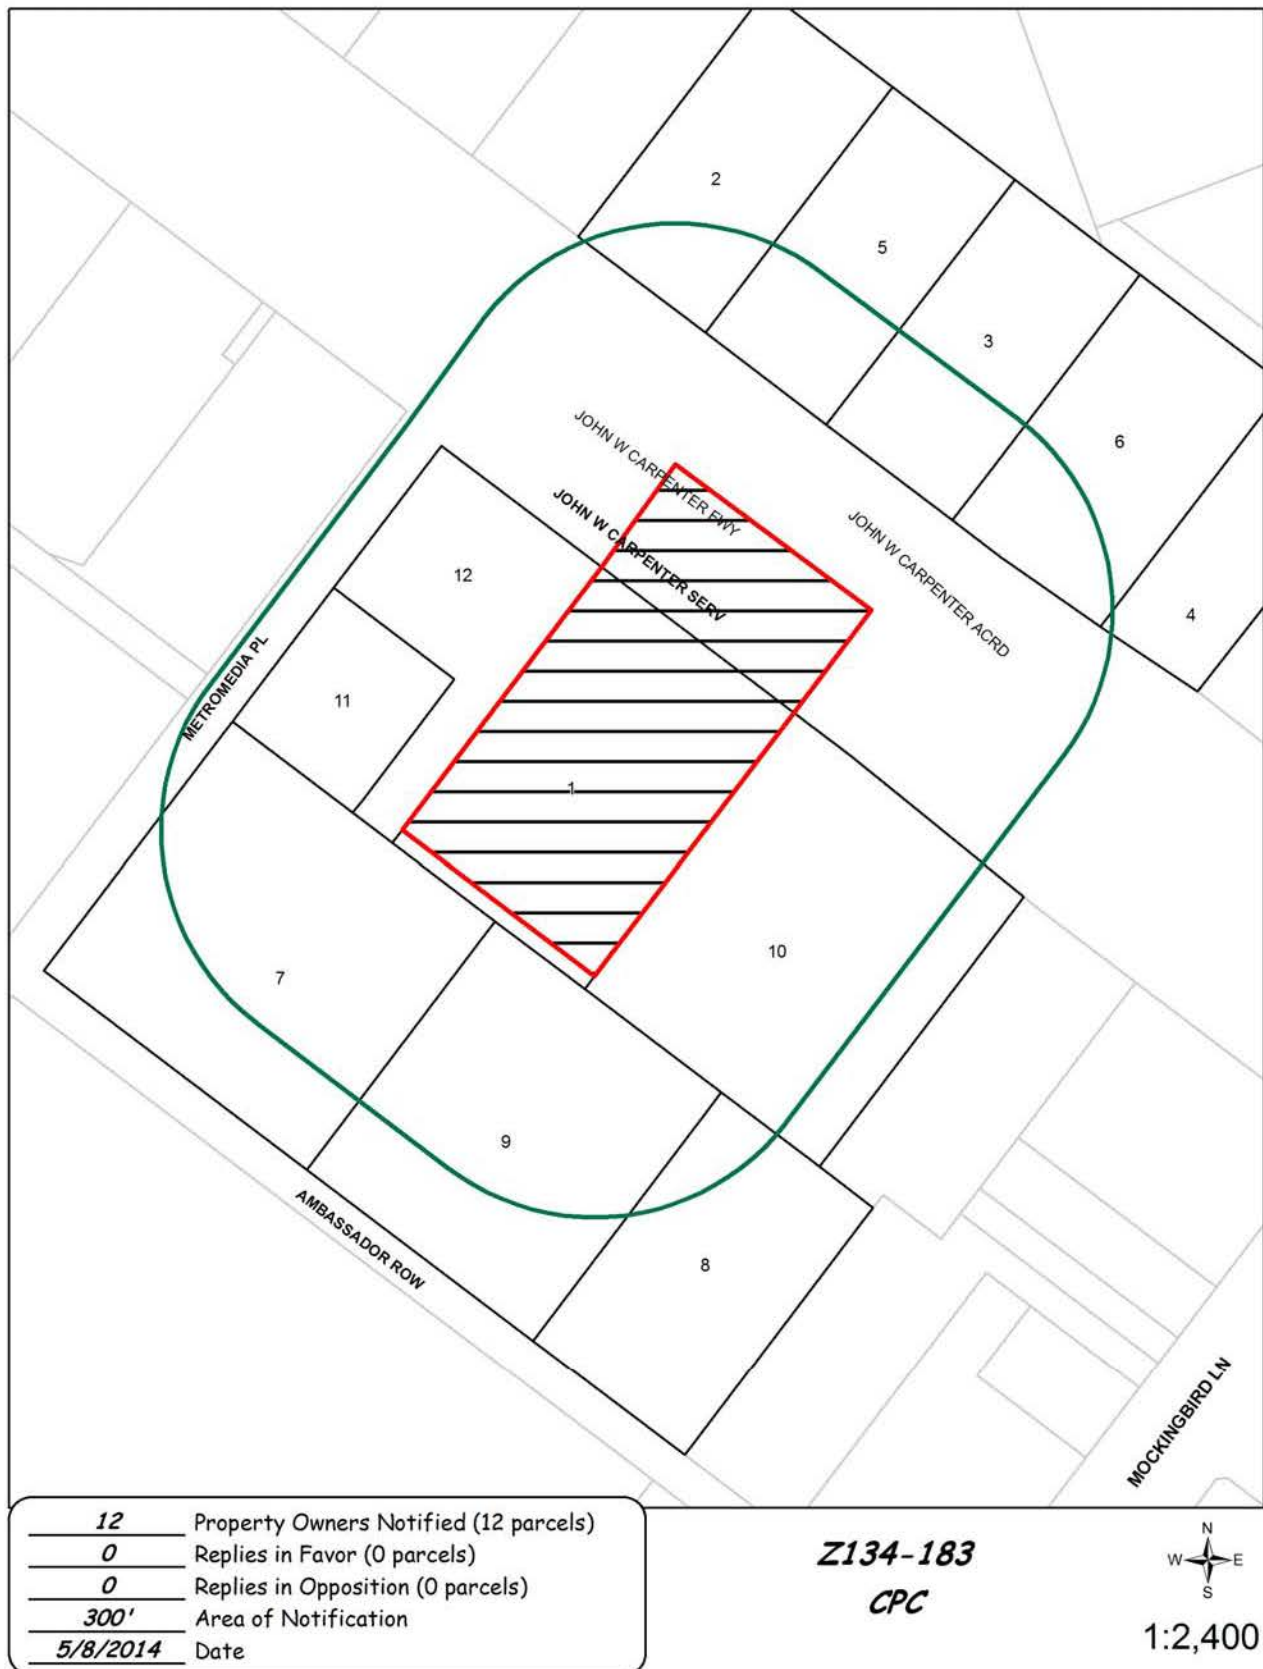 2
5
3
6
JOHN W CARPENTER FWY
JOHN W CARPENTER SERV
JOHN W CARPENTER ACRD
12
4
METROMEDIA PL
11
1
10
7
9
AMBASSADOR ROW
8
MOCKINGBIRD LN
12 Property Owners Notified (12 parcels)
0 Replies in Favor (0 parcels)
0 Replies in Opposition (0 parcels)
300' Area of Notification
5/8/2014 Date
Z134-183
CPC
N
W E
S
1:2,400